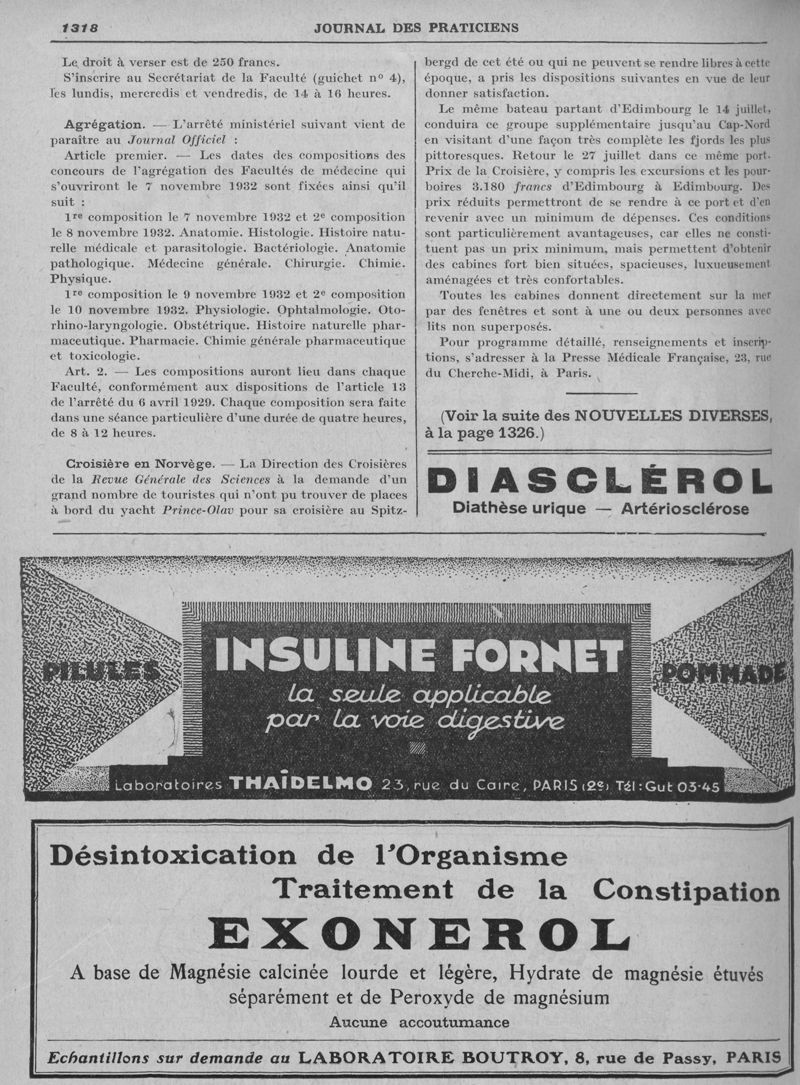 1318
JOURNAL DES PRATICIENS
Le droit à verser est de 250 francs.
S'inscrire au Secrétariat de la Faculté (guichet nº 4),
les lundis, mercredis et vendredis, de 14 à 16 heures.
Agrégation. — L'arrêté ministériel suivant vient de
paraître au Journal Officiel :
Article premier. — Les dates des compositions des
concours de l'agrégation des Facultés de médecine qui
s'ouvriront le 7 novembre 1932 sont fixées ainsi qu'il
suit :
1re composition le 7 novembre 1932 et 2e composition
le 8 novembre 1932. Anatomie. Histologie. Histoire natu-
relle médicale et parasitologie. Bactériologie. Anatomie
pathologique. Médecine générale. Chirurgie. Chimie.
Physique.
1re composition le 9 novembre 1932 et 2e composition
le 10 novembre 1932. Physiologie. Ophtalmologie. Oto-
rhino-laryngologie. Obstétrique. Histoire naturelle phar-
maceutique. Pharmacie. Chimie générale pharmaceutique
et toxicologie.
Art. 2. — Les compositions auront lieu dans chaque
Faculté, conformément aux dispositions de l'article 13
de l'arrêté du 6 avril 1929. Chaque composition sera faite
dans une séance particulière d'une durée de quatre heures,
de 8 à 12 heures.
Croisière en Norvège. — La Direction des Croisières
de la Revue Générale des Sciences à la demande d'un
grand nombre de touristes qui n'ont pu trouver de places
à bord du yacht Prince-Olav pour sa croisière au Spitz-
bergd de cet été ou qui ne peuvent se rendre libres à cette
époque, a pris les dispositions suivantes en vue de leur
donner satisfaction.
Le même bateau partant d'Edimbourg le 14 juillet,
conduira ce groupe supplémentaire jusqu'au Cap-Nord
en visitant d'une façon très complète les fjords les plus
pittoresques. Retour le 27 juillet dans ce même port.
Prix de la Croisière, y compris les excursions et les pour-
boires 3.180 francs d'Edimbourg à Edimbourg. Des
prix réduits permettront de se rendre à ce port et d'en
revenir avec un minimum de dépenses. Ces conditions
sont particulièrement avantageuses, car elles ne consti-
tuent pas un prix minimum, mais permettent d'obtenir
des cabines fort bien situées, spacieuses, luxueusement
aménagées et très confortables.
Toutes les cabines donnent directement sur la mer
par des fenêtres et sont à une ou deux personnes avec
lits non superposés.
Pour programme détaillé, renseignements et inscrip-
tions, s'adresser à la Presse Médicale Française, 23, rue
du Cherche-Midi, à Paris.
(Voir la suite des NOUVELLES DIVERSES,
à la page 1326.)
DIASCLÉROL
Diathèse urique — Artériosclérose
PILULES
INSULINE FORNET
POMMADE
la seule applicable
par la voie digestive
Laboratoires THAÏDELMO 23, rue du Caire, PARIS (2e) Tél : Gut 03-45
Désintoxication de l'Organisme
Traitement de la Constipation
EXONEROL
A base de Magnésie calcinée lourde et légère, Hydrate de magnésie étuvés
séparément et de Peroxyde de magnésium
Aucune accoutumance
Echantillons sur demande au LABORATOIRE BOUTROY, 8, rue de Passy, PARIS